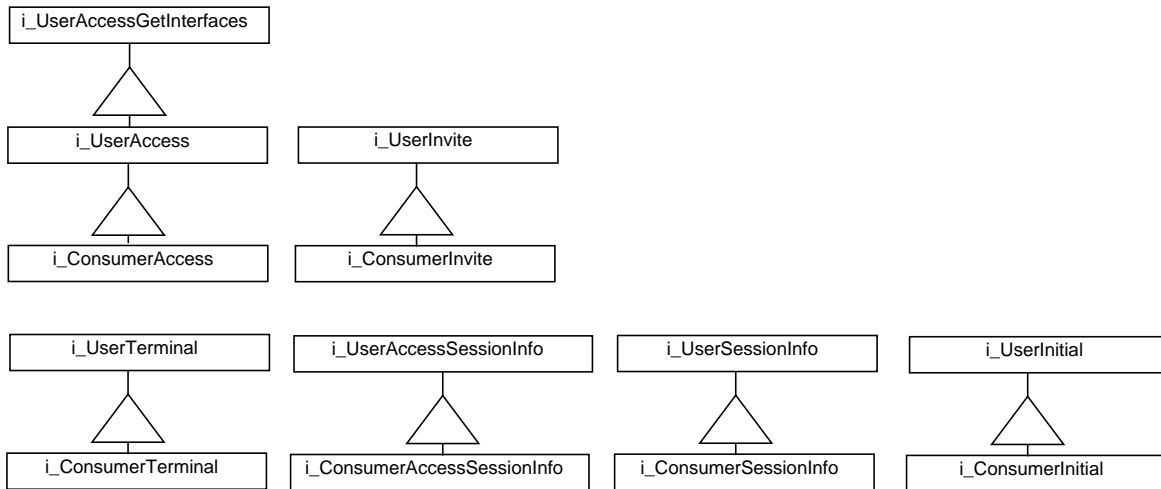 i_UserAccessGetInterfaces
i_UserAccess
i_UserInvite
i_ConsumerAccess
i_ConsumerInvite
i_UserTerminal
i_UserAccessSessionInfo
i_UserSessionInfo
i_UserInitial
i_ConsumerTerminal
i_ConsumerAccessSessionInfo
i_ConsumerSessionInfo
i_ConsumerInitial